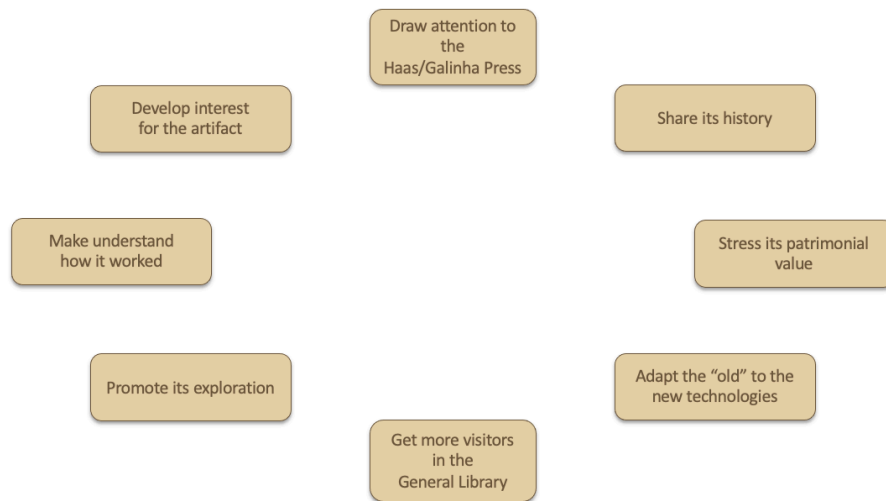 Draw attention to
the
Haas/Galinha Press
Develop interest
for the artifact
Share its history
Make understand
how it worked
Stress its patrimonial
value
Promote its exploration
Adapt the “old” to the
new technologies
Get more visitors
in the
General Library